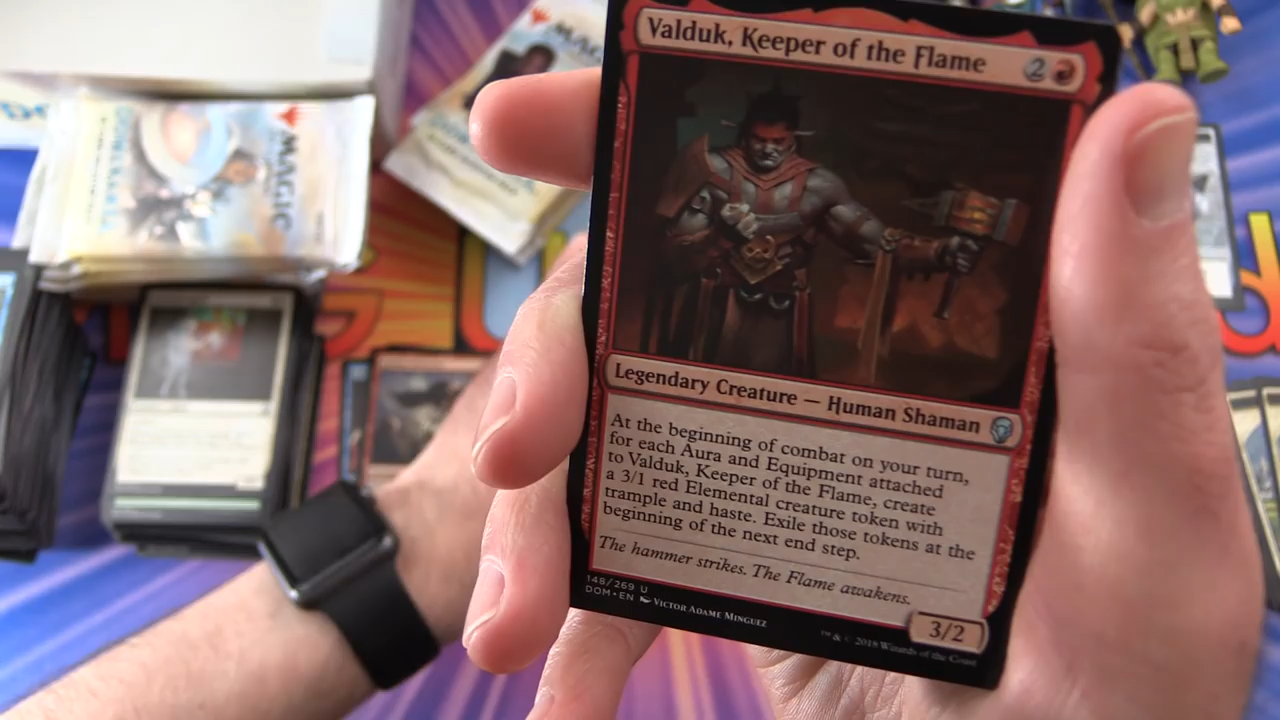 Valduk, Keeper of the Flame
2
Legendary Creature — Human Shaman
At the beginning of combat on your turn,
for each Aura and Equipment attached
to Valduk, Keeper of the Flame, create
a 3/1 red Elemental creature token with
trample and haste. Exile those tokens at the
beginning of the next end step.
The hammer strikes. The Flame awakens.
148/269 U
DOM • EN Victor Adame Minguez
™ & © 2018 Wizards of the Coast
3/2
MAGIC